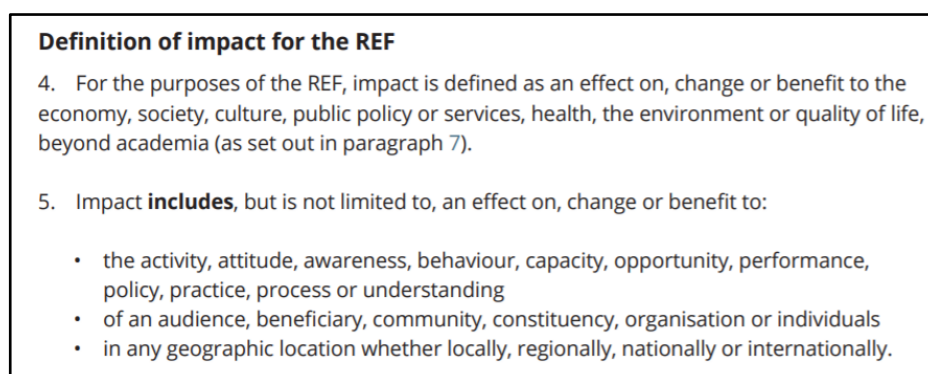 Definition of impact for the REF
4. For the purposes of the REF, impact is defined as an effect on, change or benefit to the
economy, society, culture, public policy or services, health, the environment or quality of life,
beyond academia (as set out in paragraph 7).
5. Impact includes, but is not limited to, an effect on, change or benefit to:
• the activity, attitude, awareness, behaviour, capacity, opportunity, performance,
policy, practice, process or understanding
• of an audience, beneficiary, community, constituency, organisation or individuals
• in any geographic location whether locally, regionally, nationally or internationally.